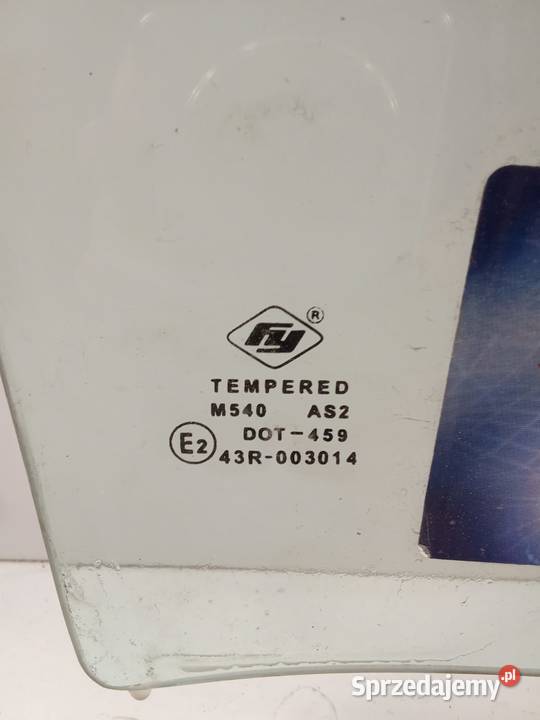 FY ®
TEMPERED
M540 AS2
DOT-459
E2 43R-003014
Sprzedajemy.pl